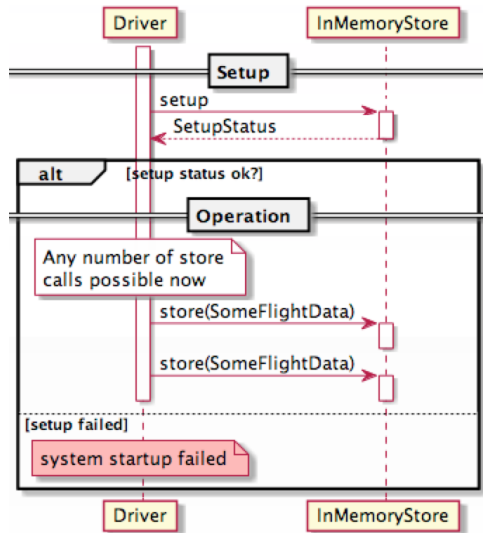 Driver
InMemoryStore
Setup
setup
SetupStatus
alt
[setup status ok?]
Operation
Any number of store
calls possible now
store(SomeFlightData)
store(SomeFlightData)
[setup failed]
system startup failed
Driver
InMemoryStore